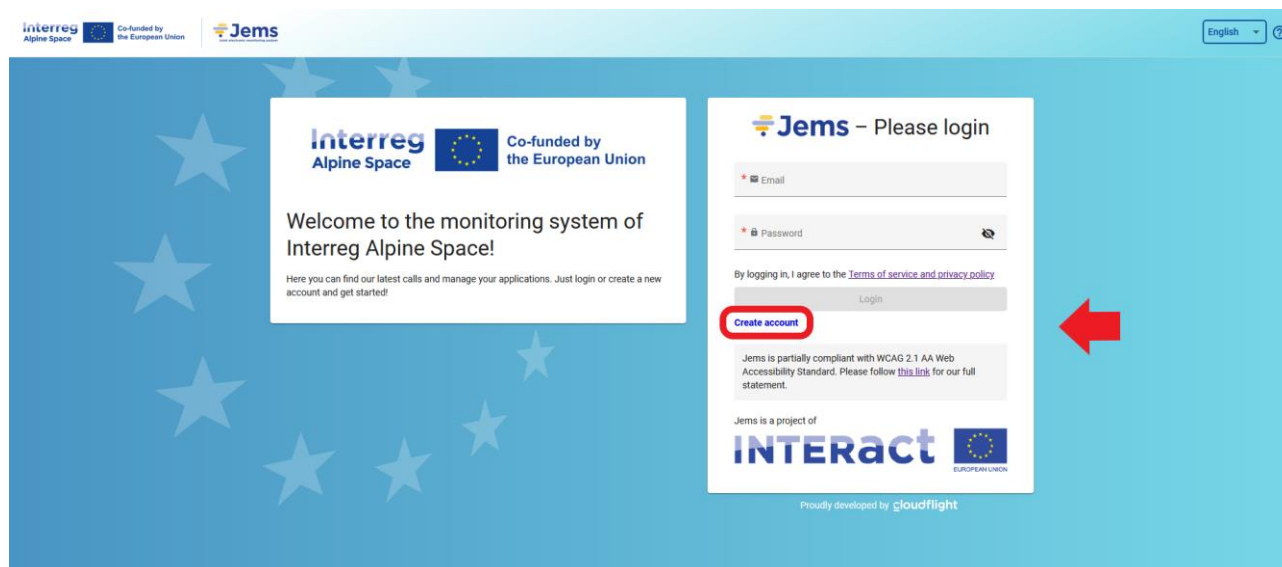 Interreg
Alpine Space
Co-funded by
the European Union
Jems
English
Interreg
Alpine Space
Co-funded by
the European Union
Welcome to the monitoring system of
Interreg Alpine Space!
Here you can find our latest calls and manage your applications. Just login or create a new
account and get started!
Jems – Please login
* Email
* Password
By logging in, I agree to the Terms of service and privacy policy
Login
Create account
Jems is partially compliant with WCAG 2.1 AA Web
Accessibility Standard. Please follow this link for our full
statement.
Jems is a project of
INTERact
EUROPEAN UNION
Proudly developed by cloudflight